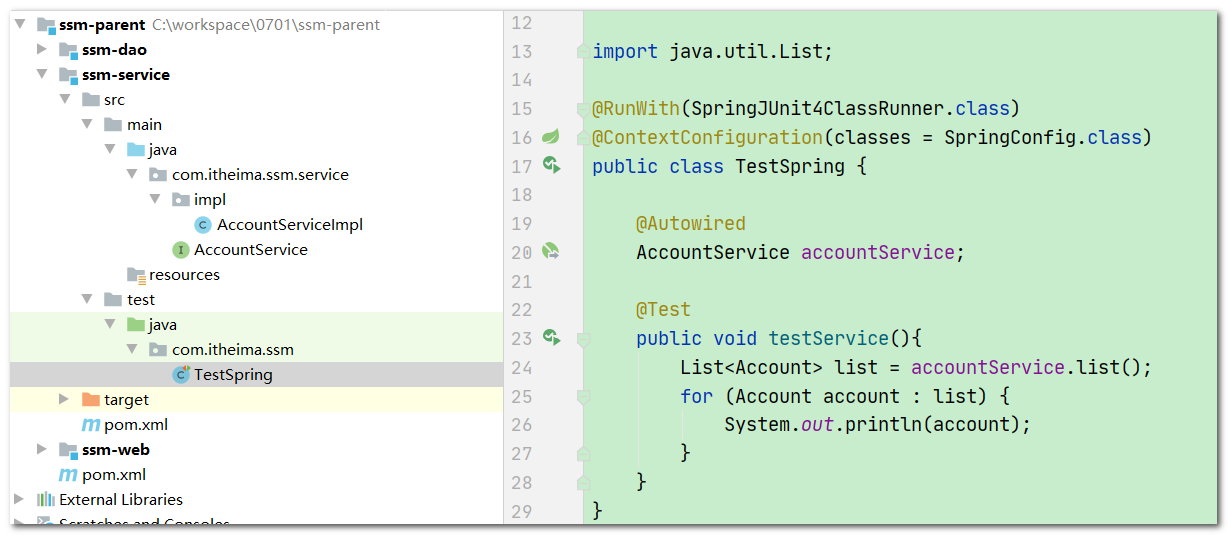 ssm-parent C:\workspace\0701\ssm-parent
ssm-dao
ssm-service
src
main
java
com.itheima.ssm.service
impl
C AccountServiceImpl
I AccountService
resources
test
java
com.itheima.ssm
C TestSpring
target
m pom.xml
ssm-web
m pom.xml
External Libraries
Scratches and Consoles
12
13 import java.util.List;
14
15 @RunWith(SpringJUnit4ClassRunner.class)
16 @ContextConfiguration(classes = SpringConfig.class)
17 public class TestSpring {
18
19 @Autowired
20 AccountService accountService;
21
22 @Test
23 public void testService(){
24 List<Account> list = accountService.list();
25 for (Account account : list) {
26 System.out.println(account);
27 }
28 }
29 }